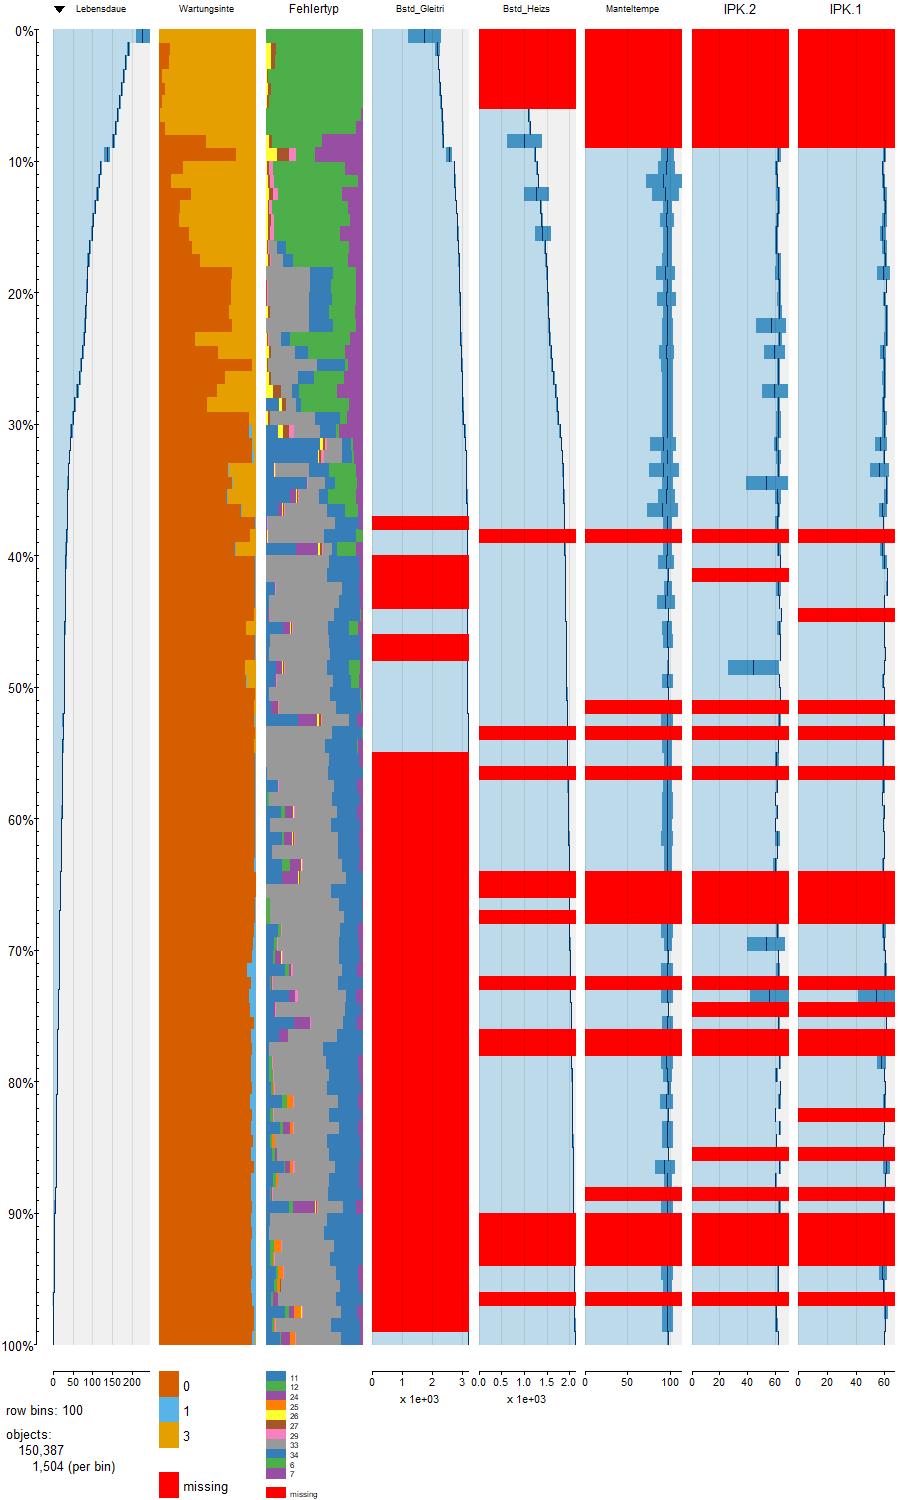 Lebensdaue Wartungsinte Fehlertyp Bstd_Gleitri Bstd_Heizs Manteltempe IPK.2 IPK.1
0%
10%
20%
30%
40%
50%
60%
70%
80%
90%
100%
0 50 100 150 200
0 1 2 3
x 1e+03
0.0 0.5 1.0 1.5 2.0
x 1e+03
0 50 100
0 20 40 60
0 20 40 60
row bins: 100
objects:
150,387
1,504 (per bin)
0
1
3
missing
11
12
24
25
26
27
29
33
34
6
7
missing